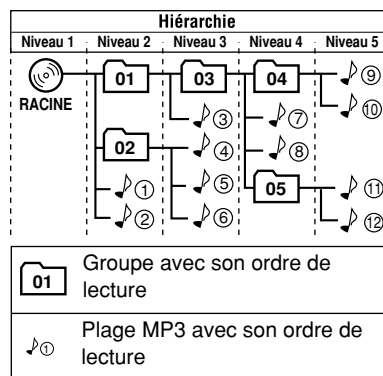 Hiérarchie
Niveau 1 Niveau 2 Niveau 3 Niveau 4 Niveau 5
01 03 04 ⑨
RACINE ⑩
③ ⑦
02 ④ ⑧
① ⑤ 05 ⑪
② ⑥ ⑫
01 Groupe avec son ordre de
lecture
① Plage MP3 avec son ordre de
lecture